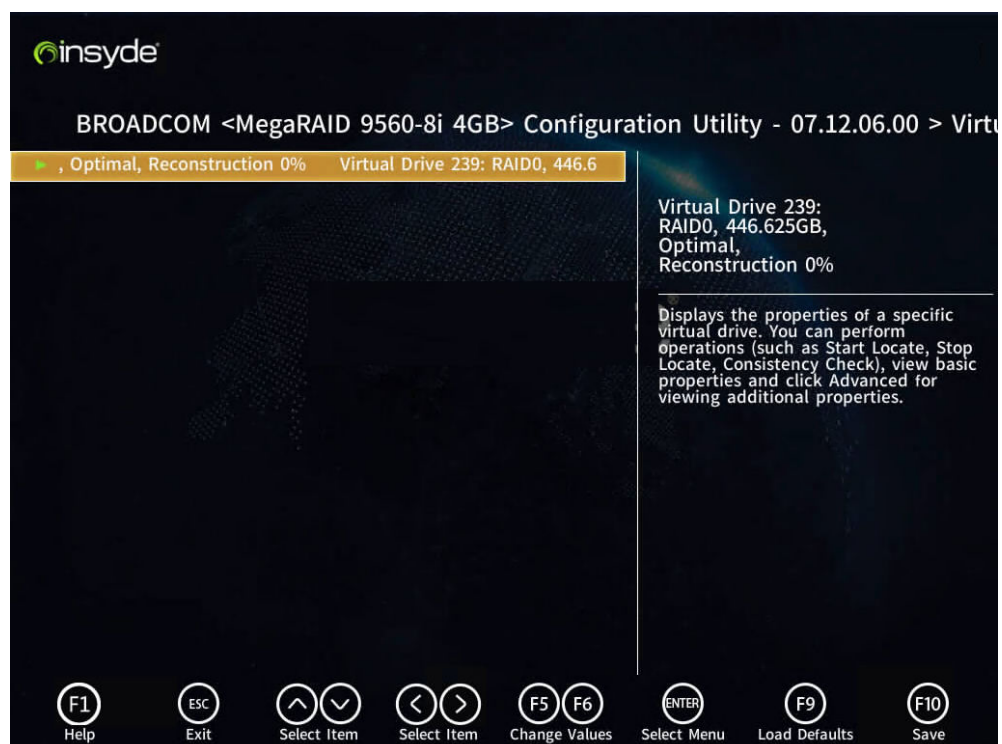 insyde
BROADCOM <MegaRAID 9560-8i 4GB> Configuration Utility - 07.12.06.00 > Virtu
, Optimal, Reconstruction 0% Virtual Drive 239: RAID0, 446.6
Virtual Drive 239:
RAID0, 446.625GB,
Optimal,
Reconstruction 0%
Displays the properties of a specific
virtual drive. You can perform
operations (such as Start Locate, Stop
Locate, Consistency Check), view basic
properties and click Advanced for
viewing additional properties.
F1 ESC F5 F6 ENTER F9 F10
Help Exit Select Item Select Item Change Values Select Menu Load Defaults Save